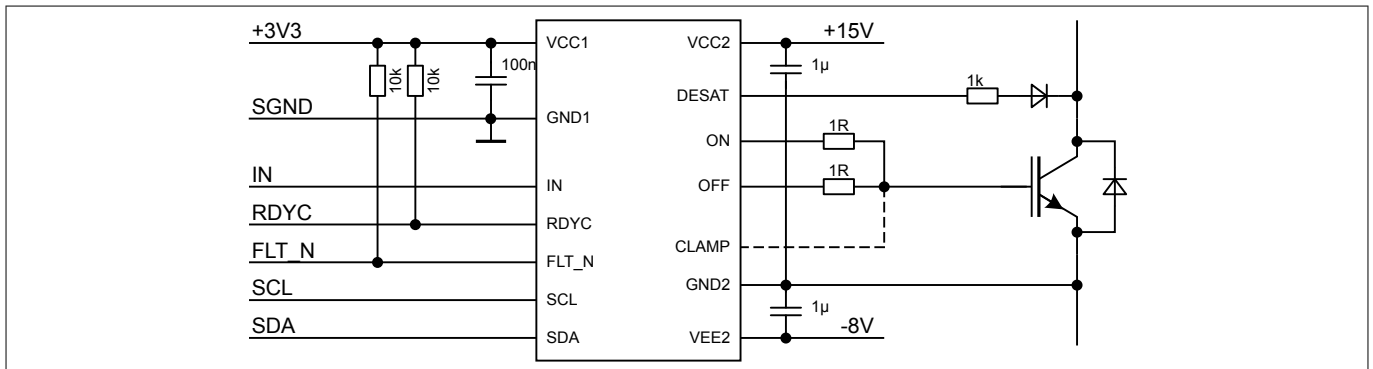 +3V3
SGND
IN
RDYC
FLT_N
SCL
SDA
10k
10k
100n
VCC1
GND1
IN
RDYC
FLT_N
SCL
SDA
VCC2
DESAT
ON
OFF
CLAMP
GND2
VEE2
+15V
1µ
1k
1R
1R
1µ
-8V